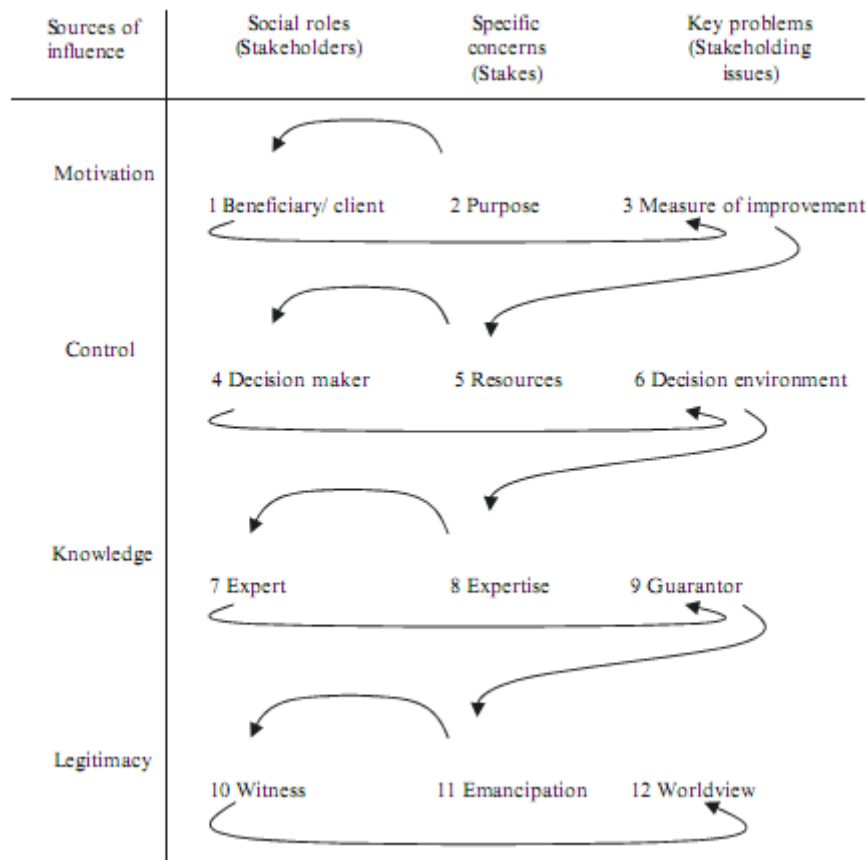 Sources of influence
Social roles (Stakeholders)
Specific concerns (Stakes)
Key problems (Stakeholding issues)
Motivation
1 Beneficiary/ client
2 Purpose
3 Measure of improvement
Control
4 Decision maker
5 Resources
6 Decision environment
Knowledge
7 Expert
8 Expertise
9 Guarantor
Legitimacy
10 Witness
11 Emancipation
12 Worldview